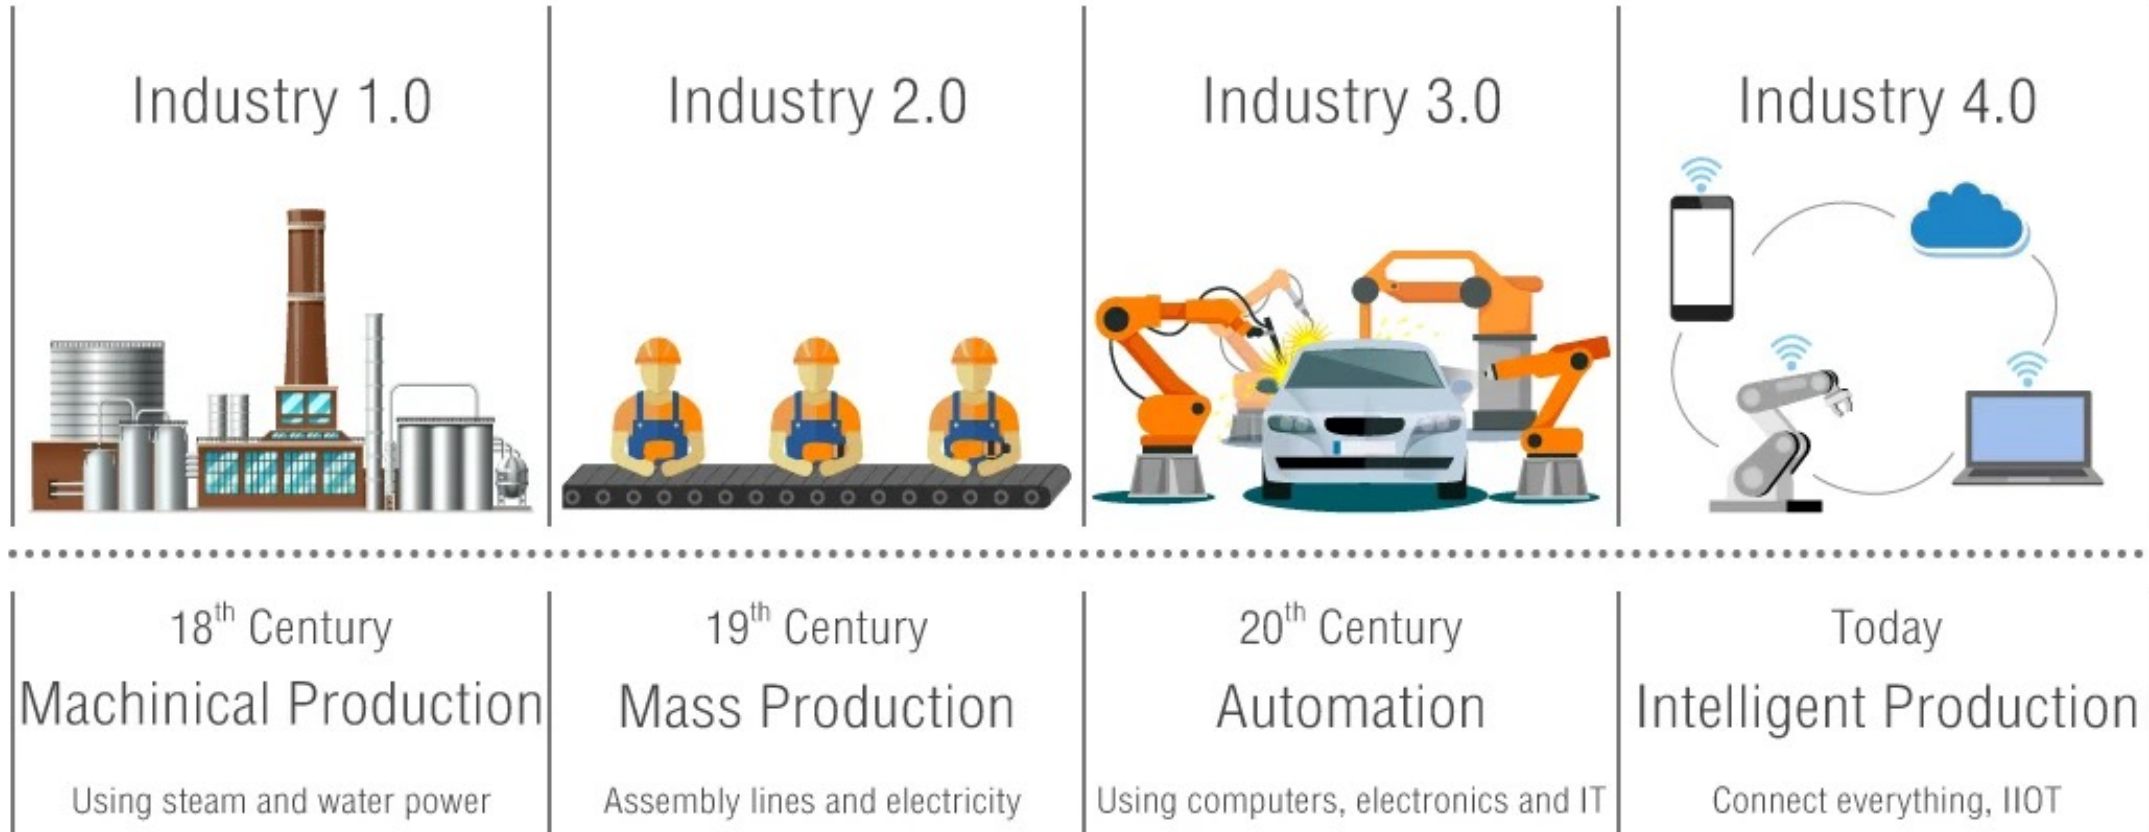 Industry 1.0
Industry 2.0
Industry 3.0
Industry 4.0
18th Century
Machinical Production
Using steam and water power
19th Century
Mass Production
Assembly lines and electricity
20th Century
Automation
Using computers, electronics and IT
Today
Intelligent Production
Connect everything, IIOT